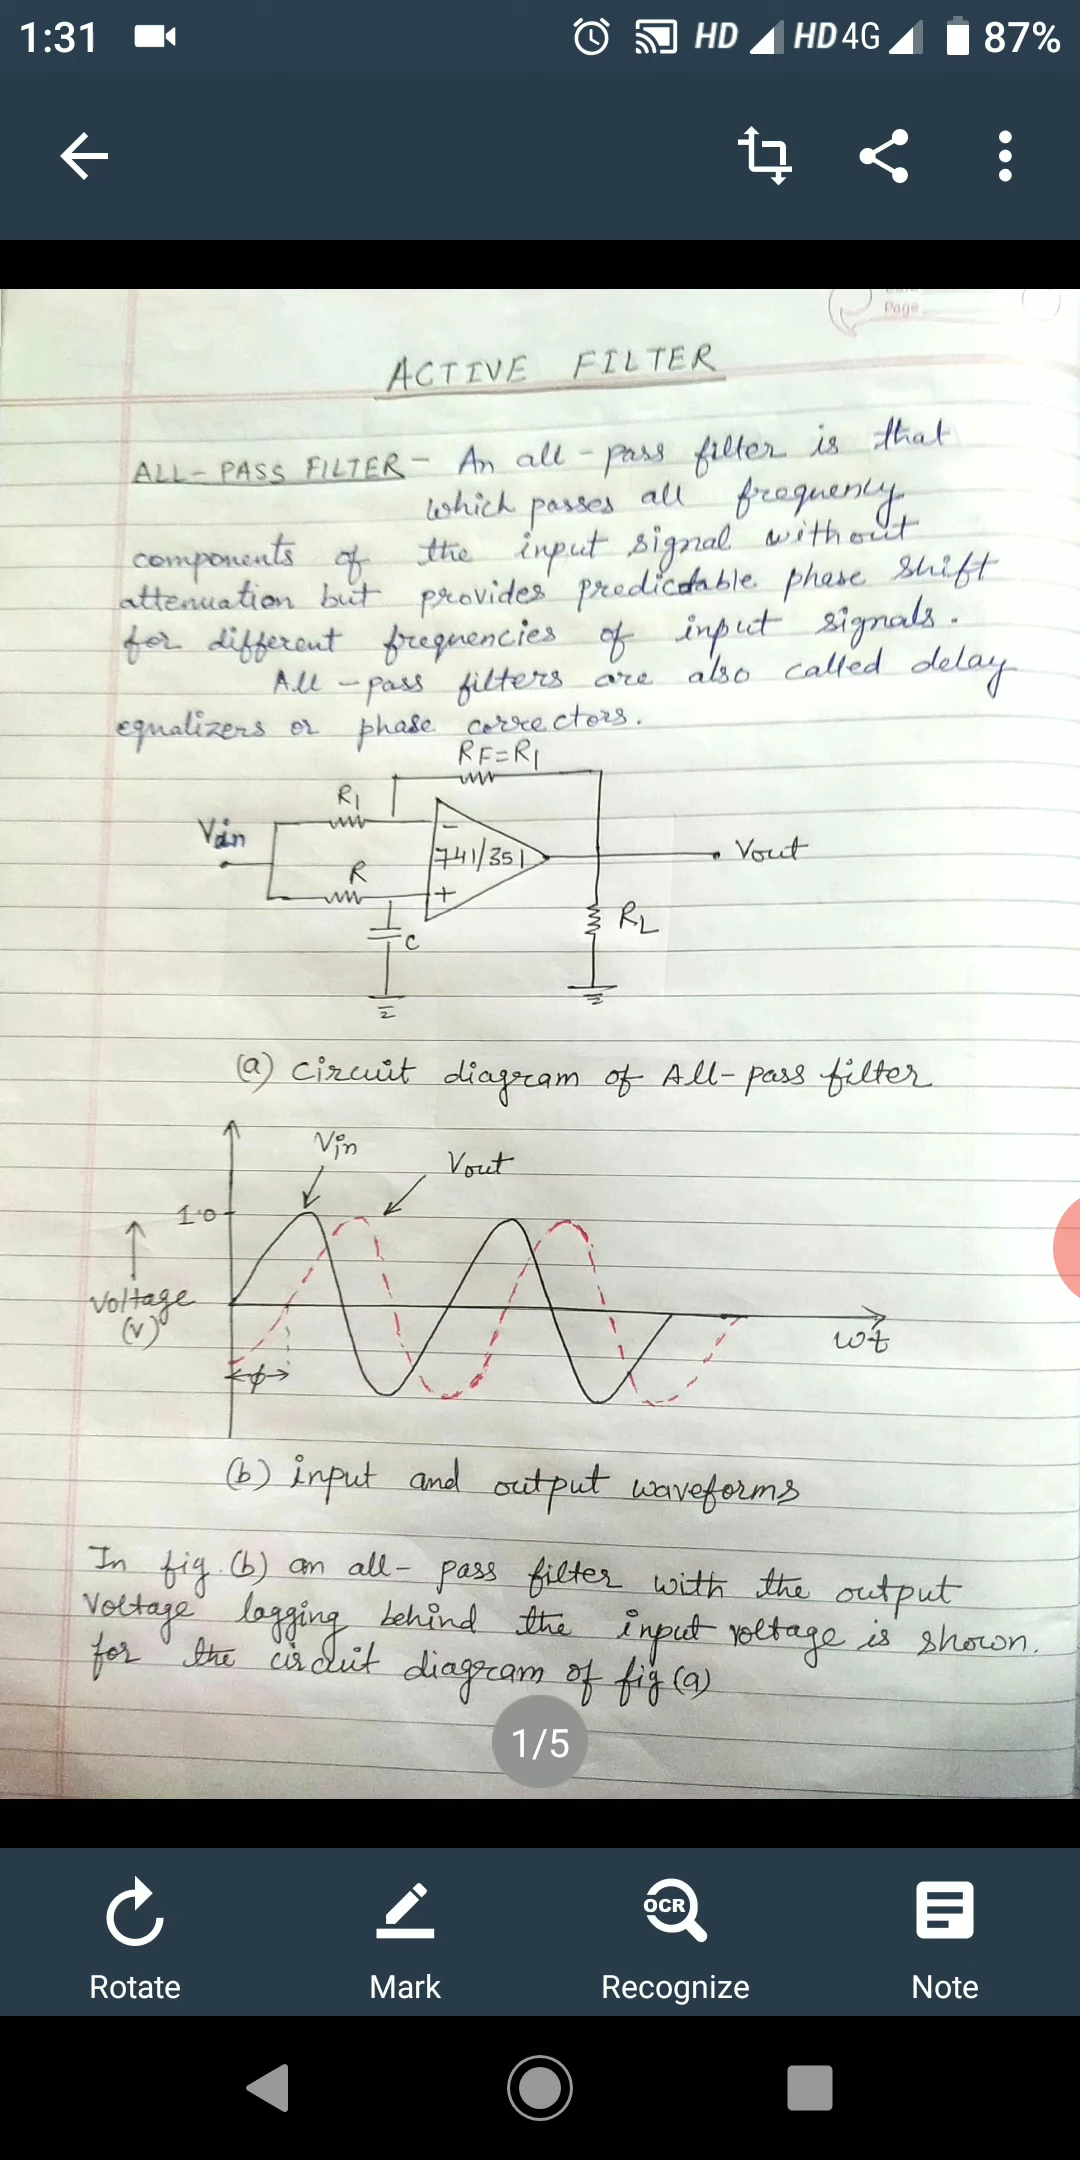 1:31 HD HD 4G 87%
Page
ACTIVE FILTER
ALL-PASS FILTER - An all-pass filter is that
which passes all frequency
components of the input signal without
attenuation but provides predictable phase shift
for different frequencies of input signals.
All-pass filters are also called delay
equalizers or phase correctors.
RF=R1
R1
Vin
741/351
Vout
R
C
RL
(a) circuit diagram of All-pass filter
Vin
Vout
1.0
Voltage
(V)
ωt
ϕ
(b) input and output waveforms
In fig.(b) an all-pass filter with the output
Voltage lagging behind the input voltage is shown.
for the circuit diagram of fig(a)
1/5
OCR
Rotate Mark Recognize Note